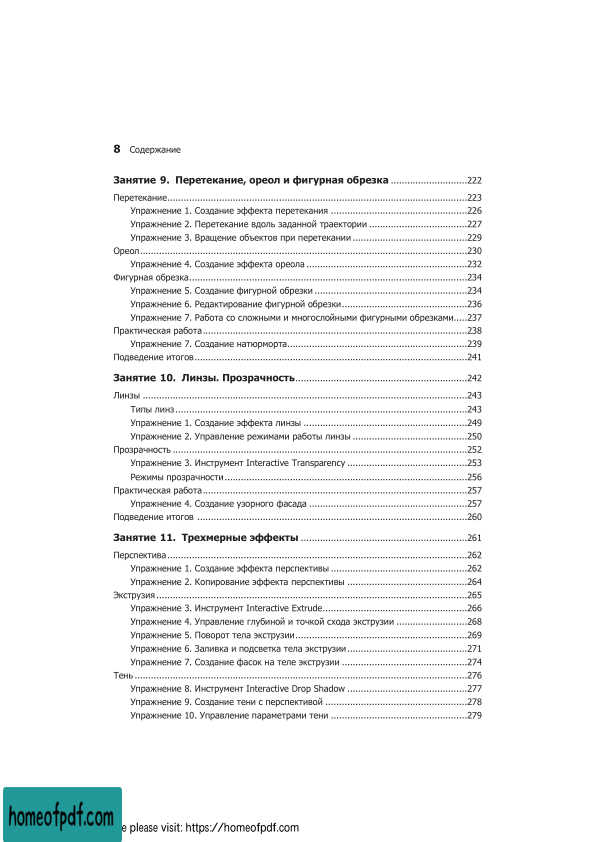 8 Содержание
Занятие 9. Перетекание, ореол и фигурная обрезка ............................222
Перетекание................................................................................................................223
Упражнение 1. Создание эффекта перетекания ..................................................226
Упражнение 2. Перетекание вдоль заданной траектории ....................................227
Упражнение 3. Вращение объектов при перетекании ..........................................229
Ореол.........................................................................................................................230
Упражнение 4. Создание эффекта ореола ...........................................................232
Фигурная обрезка......................................................................................................234
Упражнение 5. Создание фигурной обрезки ........................................................234
Упражнение 6. Редактирование фигурной обрезки..............................................236
Упражнение 7. Работа со сложными и многослойными фигурными обрезками.....237
Практическая работа.................................................................................................238
Упражнение 7. Создание натюрморта..................................................................239
Подведение итогов....................................................................................................241
Занятие 10. Линзы. Прозрачность...............................................................242
Линзы ........................................................................................................................243
Типы линз............................................................................................................243
Упражнение 1. Создание эффекта линзы ............................................................249
Упражнение 2. Управление режимами работы линзы ..........................................250
Прозрачность ............................................................................................................252
Упражнение 3. Инструмент Interactive Transparency ............................................253
Режимы прозрачности..........................................................................................256
Практическая работа.................................................................................................257
Упражнение 4. Создание узорного фасада ..........................................................257
Подведение итогов ...................................................................................................260
Занятие 11. Трехмерные эффекты .............................................................261
Перспектива..............................................................................................................262
Упражнение 1. Создание эффекта перспективы ..................................................262
Упражнение 2. Копирование эффекта перспективы ............................................264
Экструзия..................................................................................................................265
Упражнение 3. Инструмент Interactive Extrude.....................................................266
Упражнение 4. Управление глубиной и точкой схода экструзии ..........................268
Упражнение 5. Поворот тела экструзии...............................................................269
Упражнение 6. Заливка и подсветка тела экструзии............................................271
Упражнение 7. Создание фасок на теле экструзии ..............................................274
Тень ..........................................................................................................................276
Упражнение 8. Инструмент Interactive Drop Shadow ............................................277
Упражнение 9. Создание тени с перспективой ....................................................278
Упражнение 10. Управление параметрами тени ..................................................279
homeofpdf.com
e please visit: https://homeofpdf.com